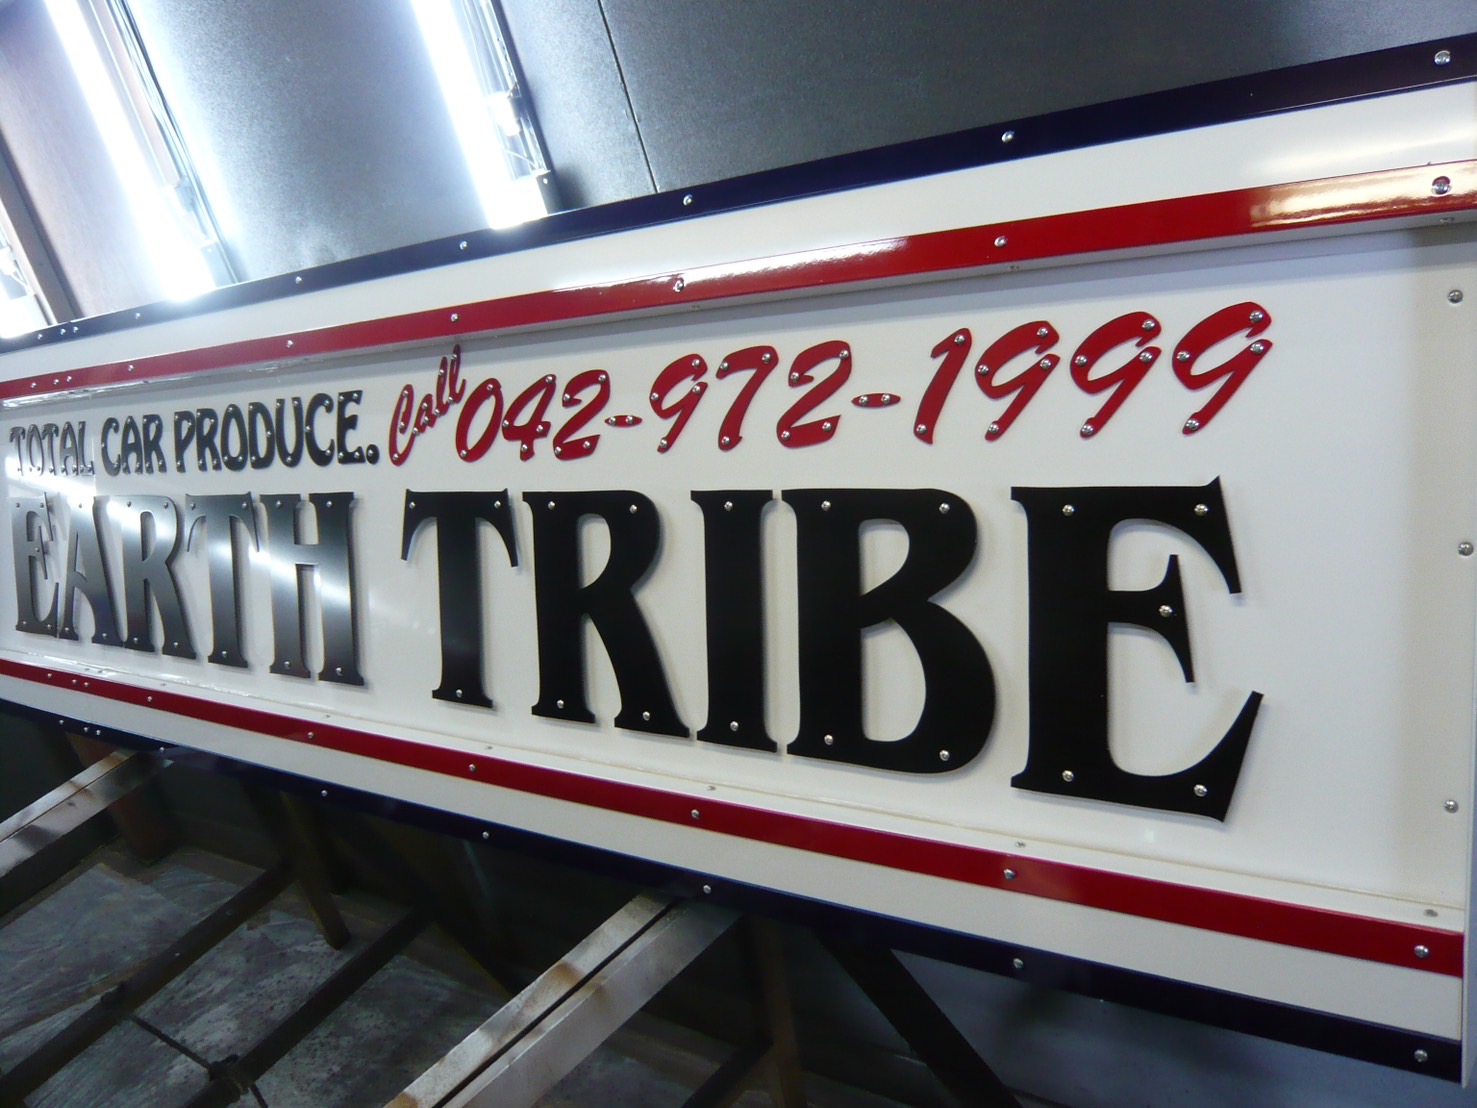 TOTAL CAR PRODUCE. Call 042-972-1999
EARTH TRIBE